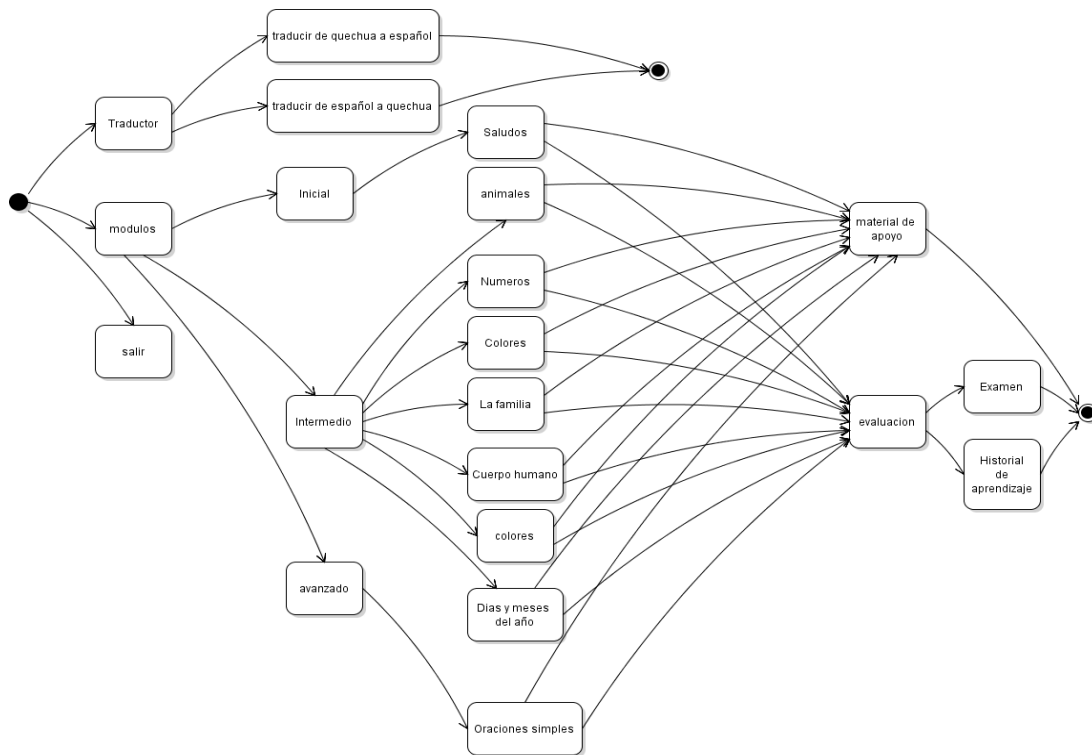 traducir de quechua a español
traducir de español a quechua
Traductor
Saludos
Inicial
animales
modulos
material de
apoyo
Numeros
salir
Colores
Examen
La familia
Intermedio
evaluacion
Cuerpo humano
Historial
de
aprendizaje
colores
avanzado
Dias y meses
del año
Oraciones simples